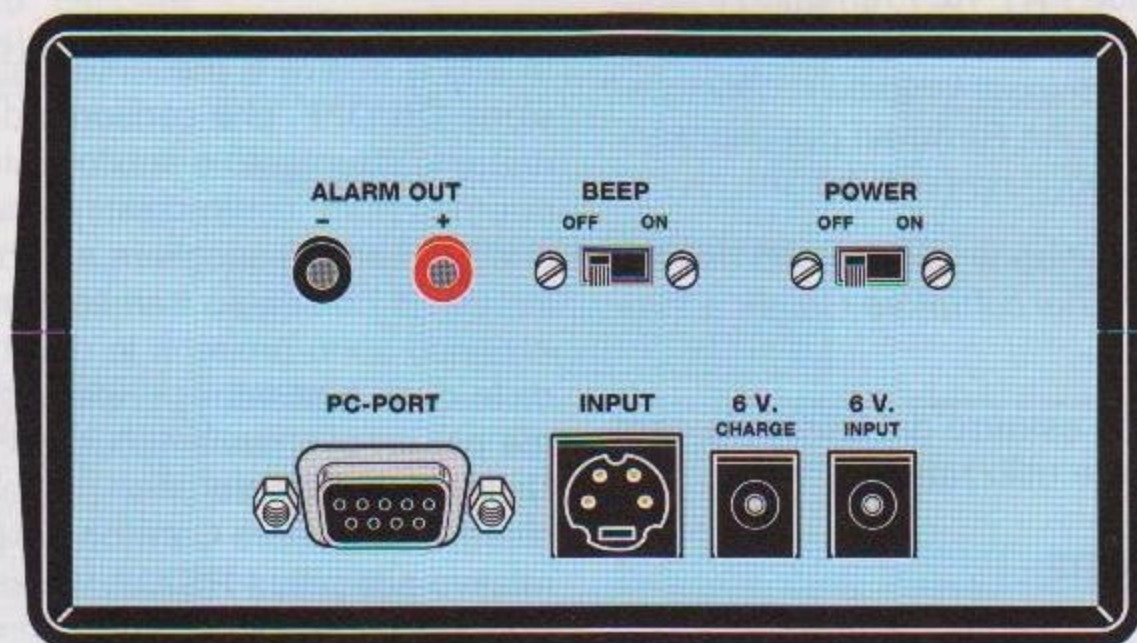 ALARM OUT
- +
BEEP
OFF ON
POWER
OFF ON
PC-PORT
INPUT
6 V.
CHARGE
6 V.
INPUT